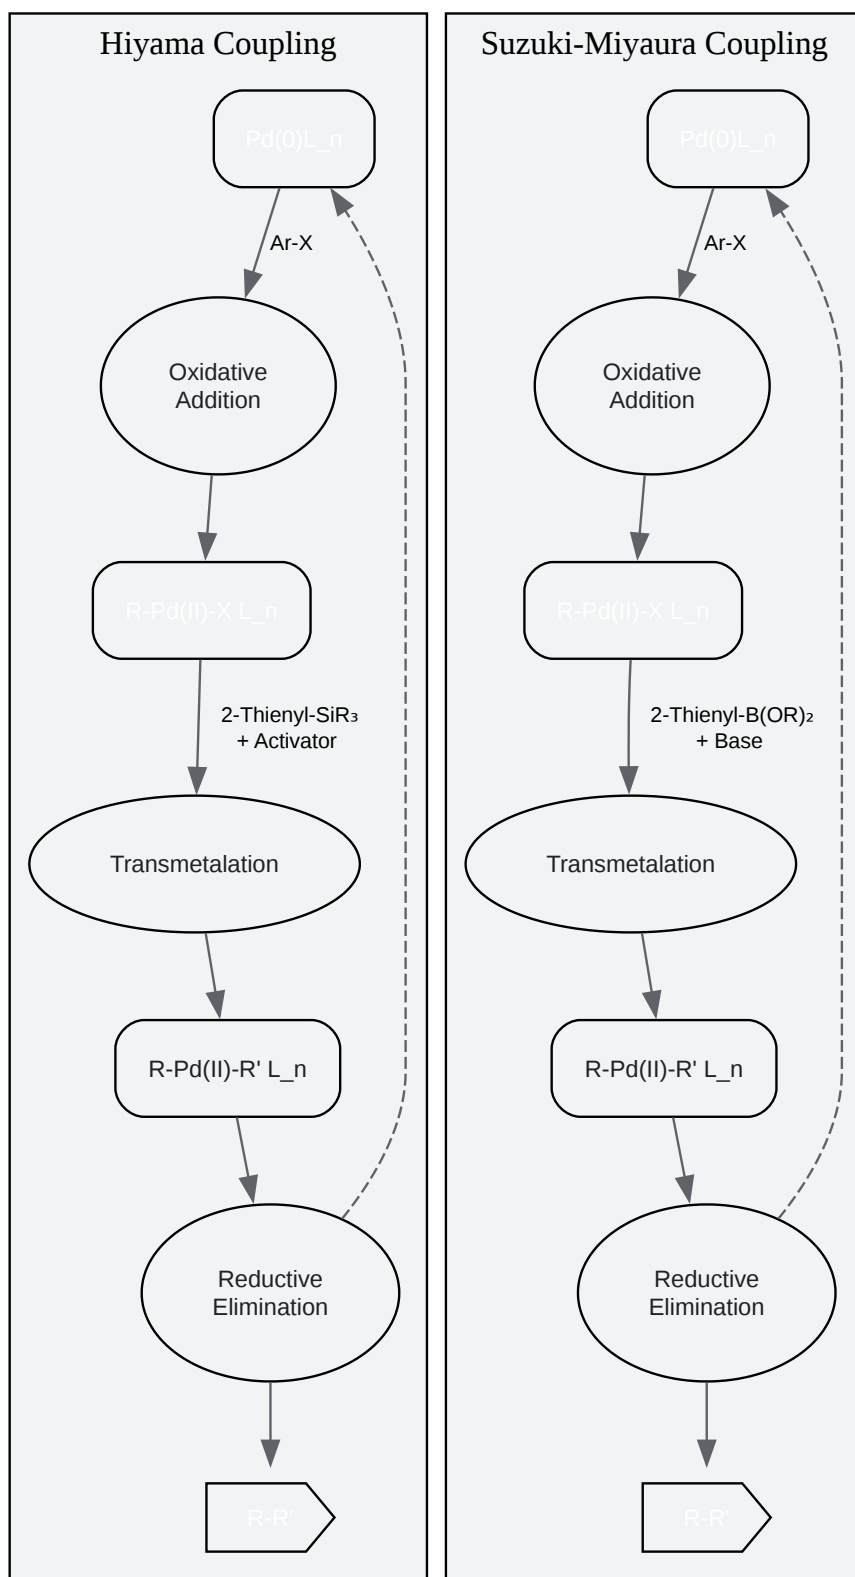 Hiyama Coupling
Pd(0)L_n
Ar-X
Oxidative
Addition
R-Pd(II)-X L_n
2-Thienyl-SiR₃
+ Activator
Transmetalation
R-Pd(II)-R' L_n
Reductive
Elimination
R-R'
Suzuki-Miyaura Coupling
Pd(0)L_n
Ar-X
Oxidative
Addition
R-Pd(II)-X L_n
2-Thienyl-B(OR)₂
+ Base
Transmetalation
R-Pd(II)-R' L_n
Reductive
Elimination
R-R'